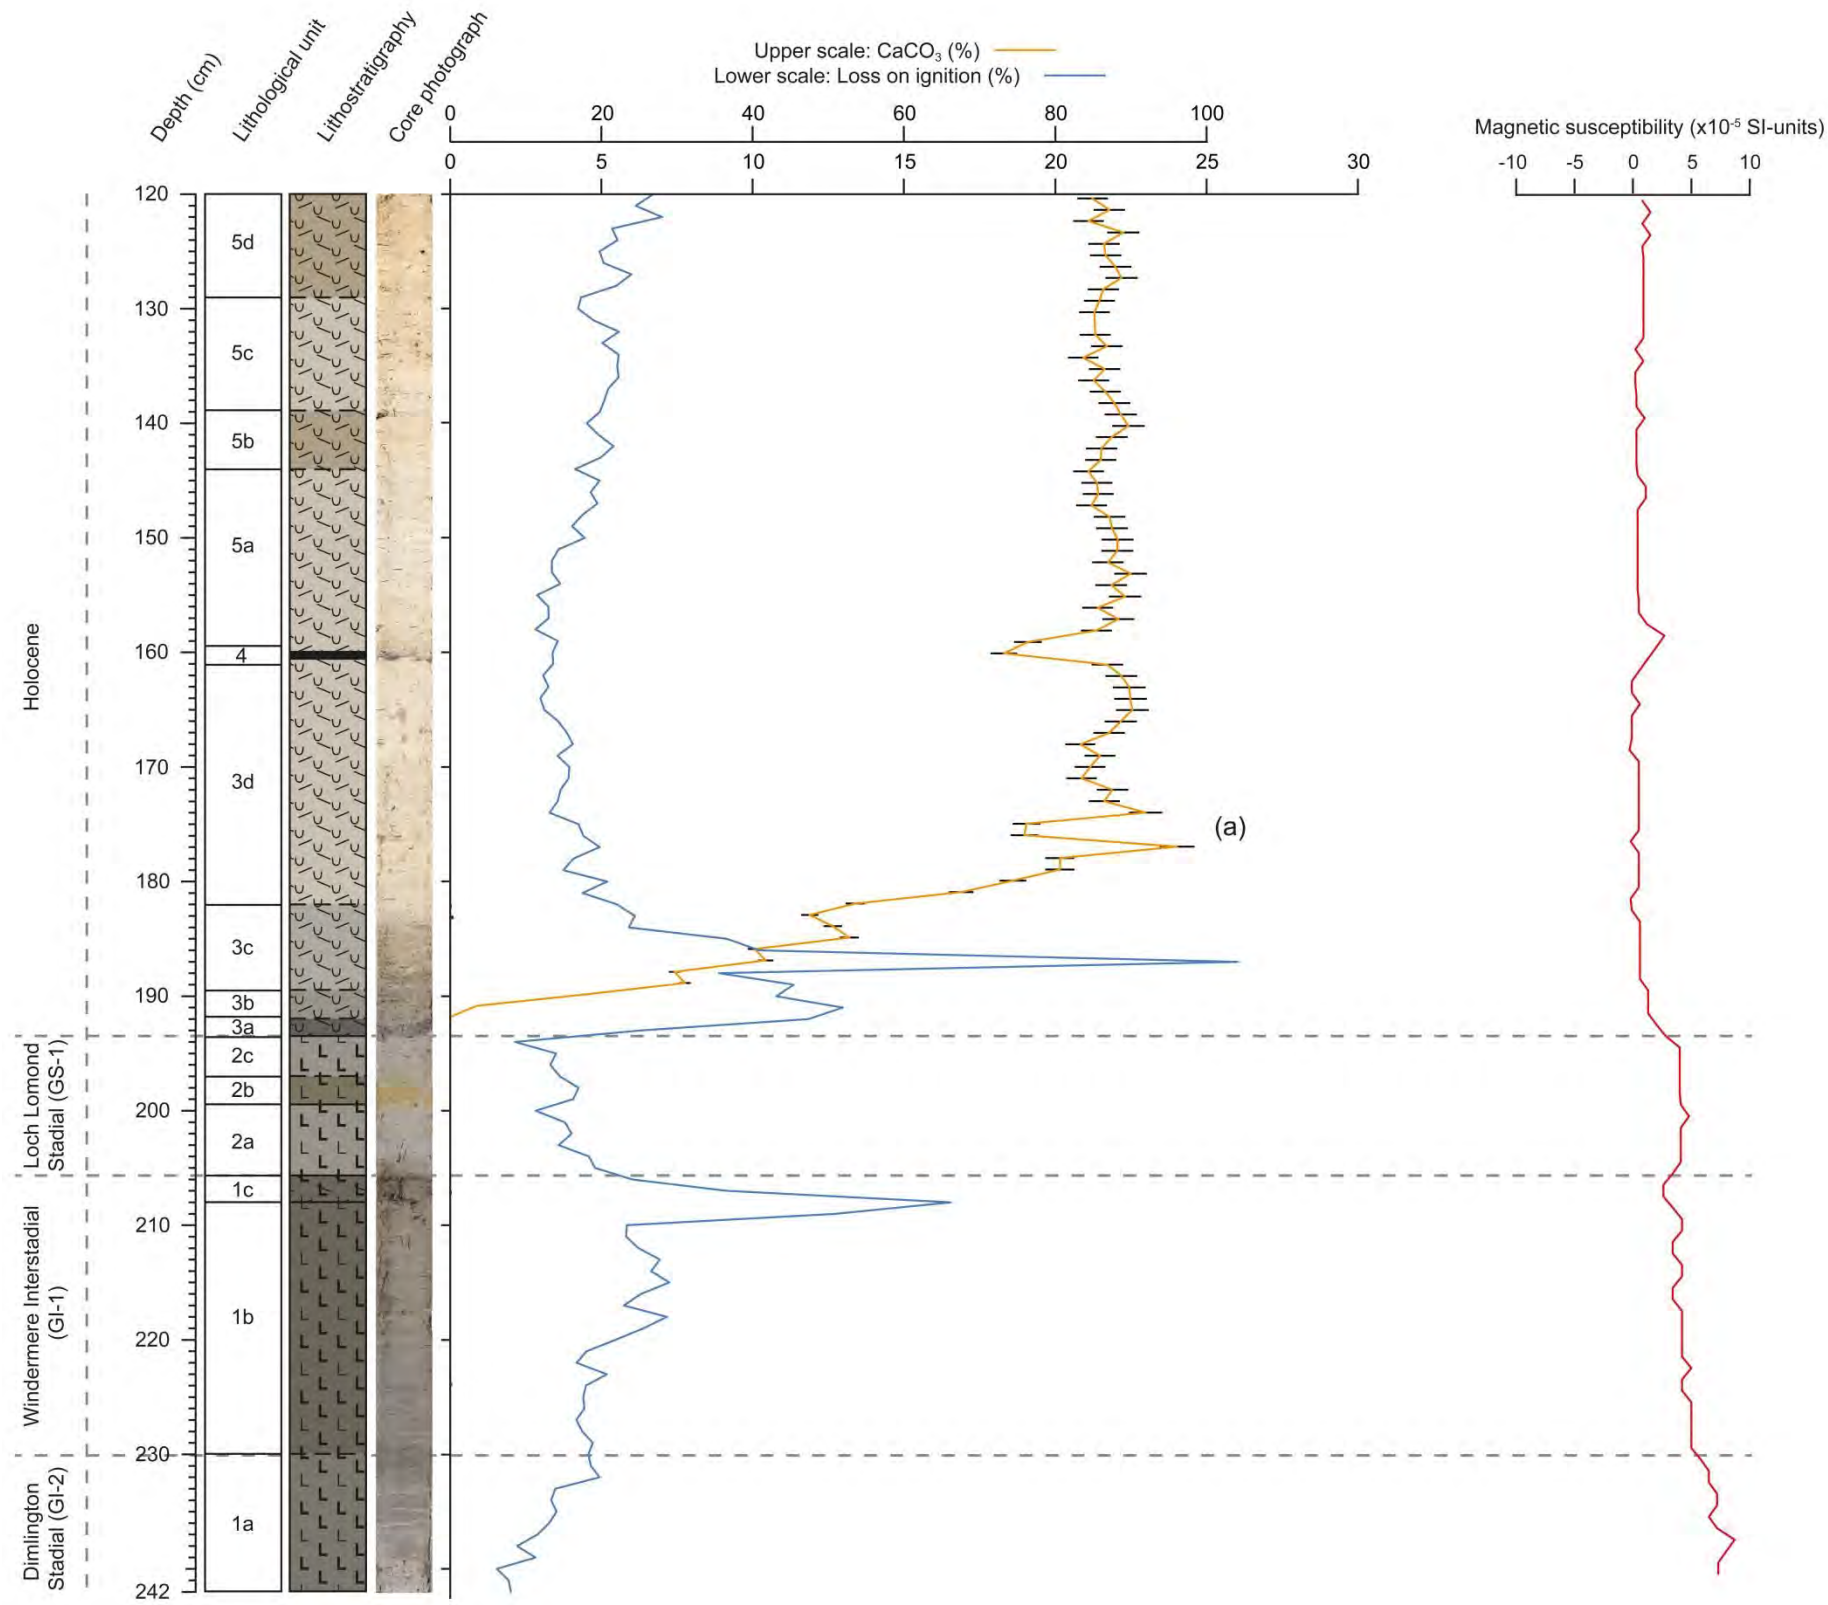 Depth (cm)
Lithological unit
Lithostratigraphy
Core photograph
Upper scale: CaCO₃ (%)
Lower scale: Loss on ignition (%)
0 20 40 60 80 100
0 5 10 15 20 25 30
Magnetic susceptibility (x10⁻⁵ SI-units)
-10 -5 0 5 10
120
130
140
150
160
170
180
190
200
210
220
230
242
5d
5c
5b
5a
4
3d
3c
3b
3a
2c
2b
2a
1c
1b
1a
(a)
Holocene
Loch Lomond
Stadial (GS-1)
Windermere Interstadial
(GI-1)
Dimlington
Stadial (GI-2)